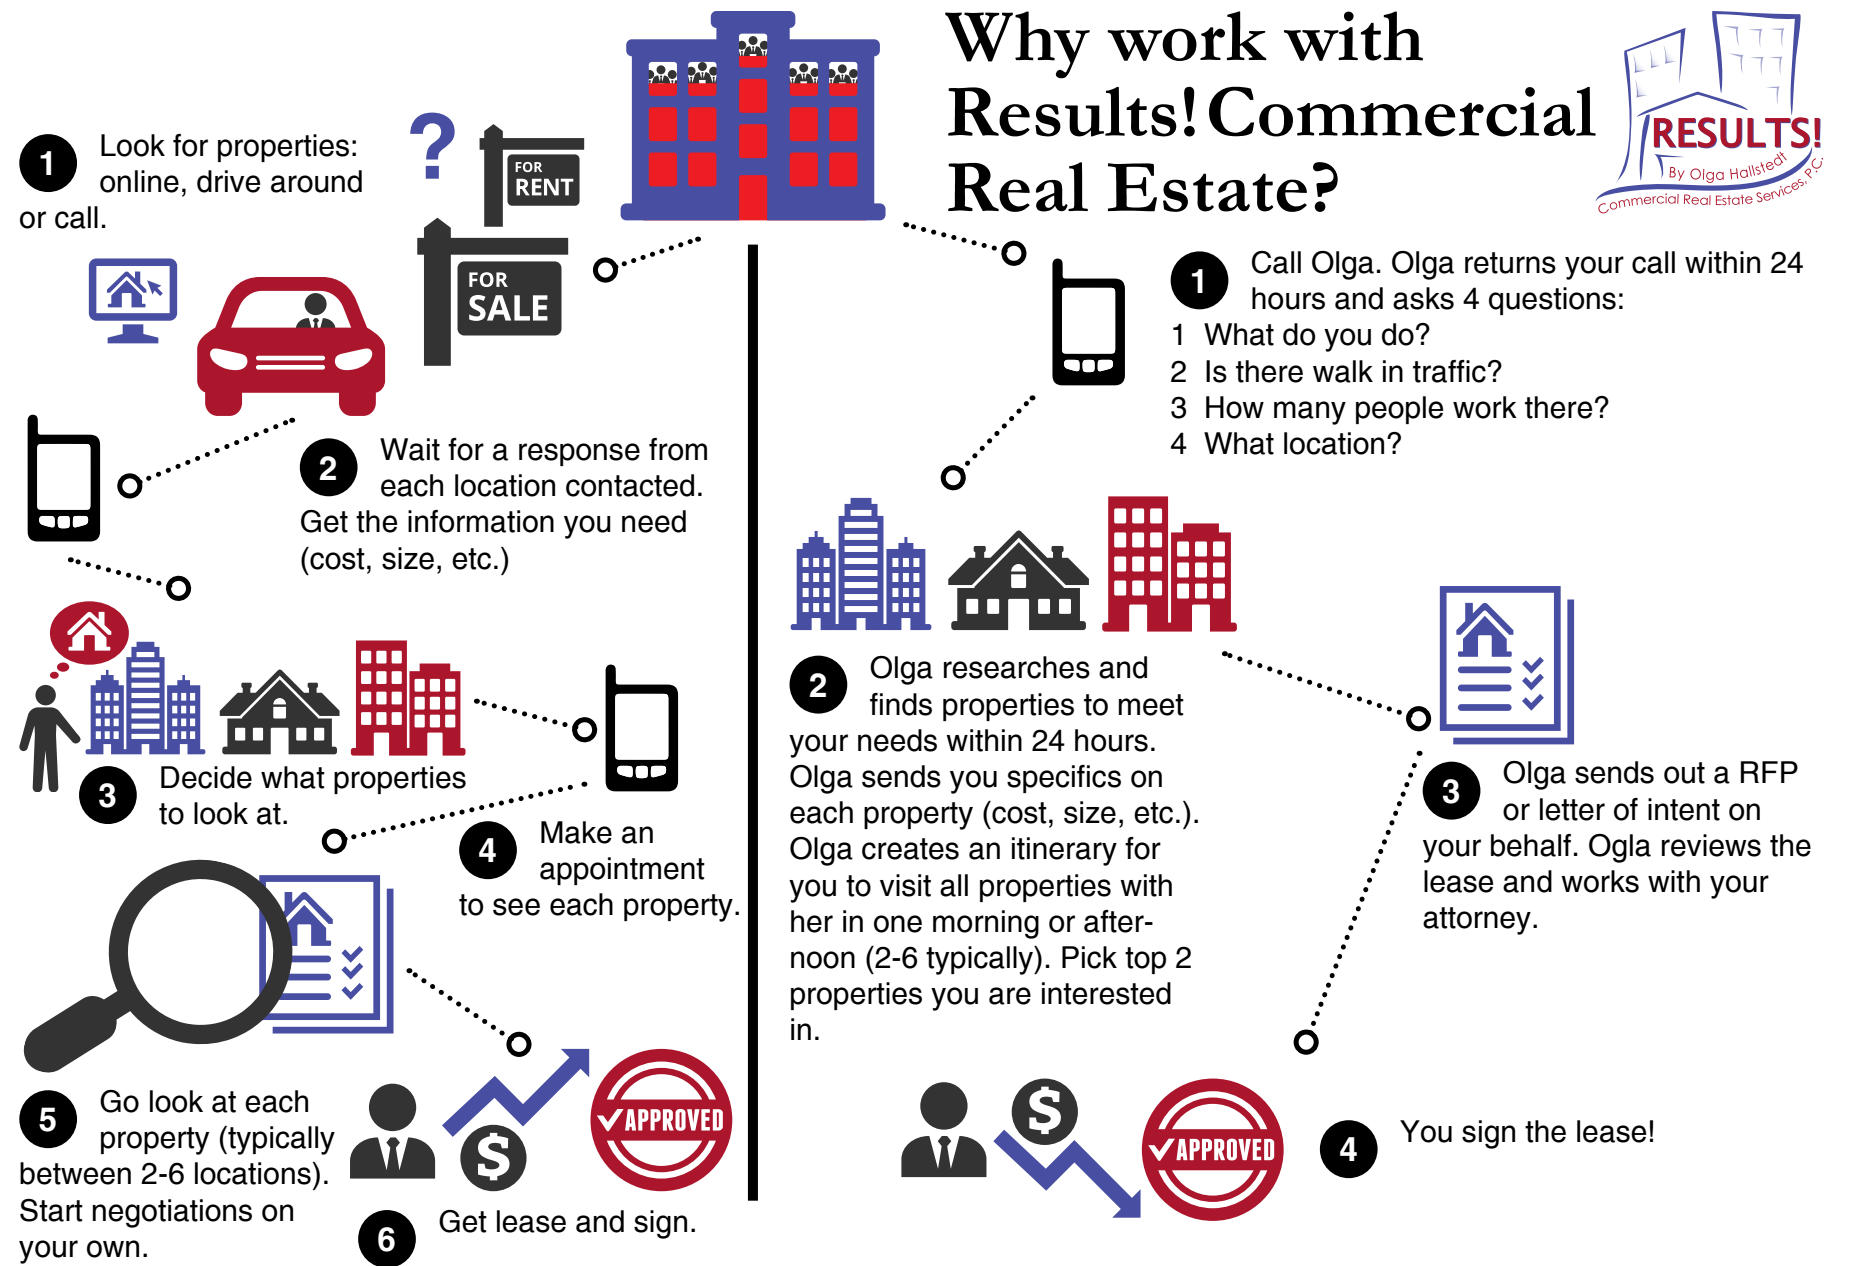 Why work with
Results! Commercial
Real Estate?
RESULTS!
By Olga Hallstedt
Commercial Real Estate Services, P.C.
1 Look for properties:
online, drive around
or call.
?
FOR
RENT
FOR
SALE
2 Wait for a response from
each location contacted.
Get the information you need
(cost, size, etc.)
3 Decide what properties
to look at.
4 Make an
appointment
to see each property.
5 Go look at each
property (typically
between 2-6 locations).
Start negotiations on
your own.
$
APPROVED
6 Get lease and sign.
1 Call Olga. Olga returns your call within 24
hours and asks 4 questions:
1 What do you do?
2 Is there walk in traffic?
3 How many people work there?
4 What location?
2 Olga researches and
finds properties to meet
your needs within 24 hours.
Olga sends you specifics on
each property (cost, size, etc.).
Olga creates an itinerary for
you to visit all properties with
her in one morning or after-
noon (2-6 typically). Pick top 2
properties you are interested
in.
3 Olga sends out a RFP
or letter of intent on
your behalf. Ogla reviews the
lease and works with your
attorney.
$
APPROVED
4 You sign the lease!